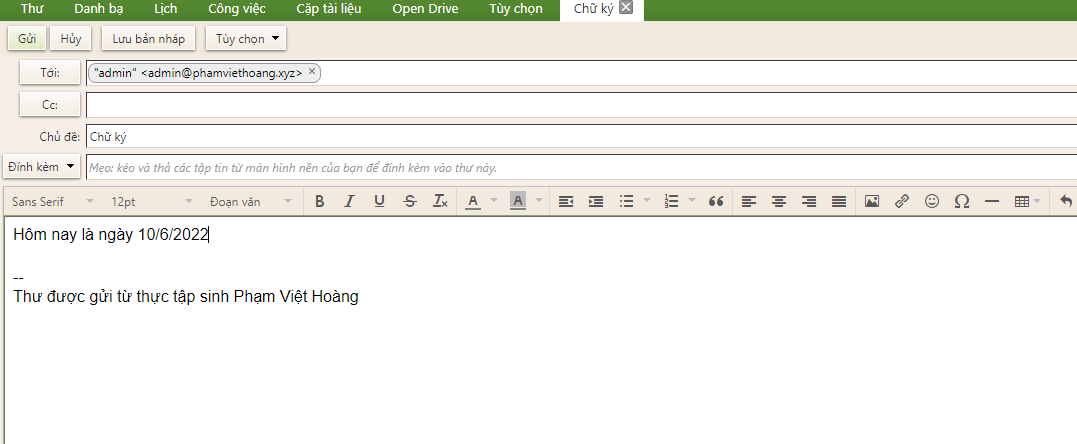 Thư Danh bạ Lịch Công việc Cặp tài liệu Open Drive Tùy chọn Chữ ký
Gửi Hủy Lưu bản nháp Tùy chọn
Tới: "admin" <admin@phamviethoang.xyz> ×
Cc:
Chủ đề: Chữ ký
Đính kèm Mẹo: kéo và thả các tập tin từ màn hình nền của bạn để đính kèm vào thư này.
Sans Serif 12pt Đoạn văn B I U S Tx A A
Hôm nay là ngày 10/6/2022
--
Thư được gửi từ thực tập sinh Phạm Việt Hoàng